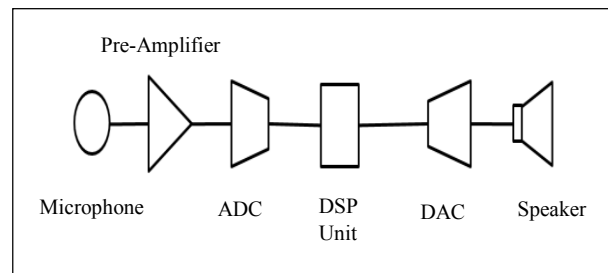 Pre-Amplifier
Microphone
ADC
DSP
Unit
DAC
Speaker